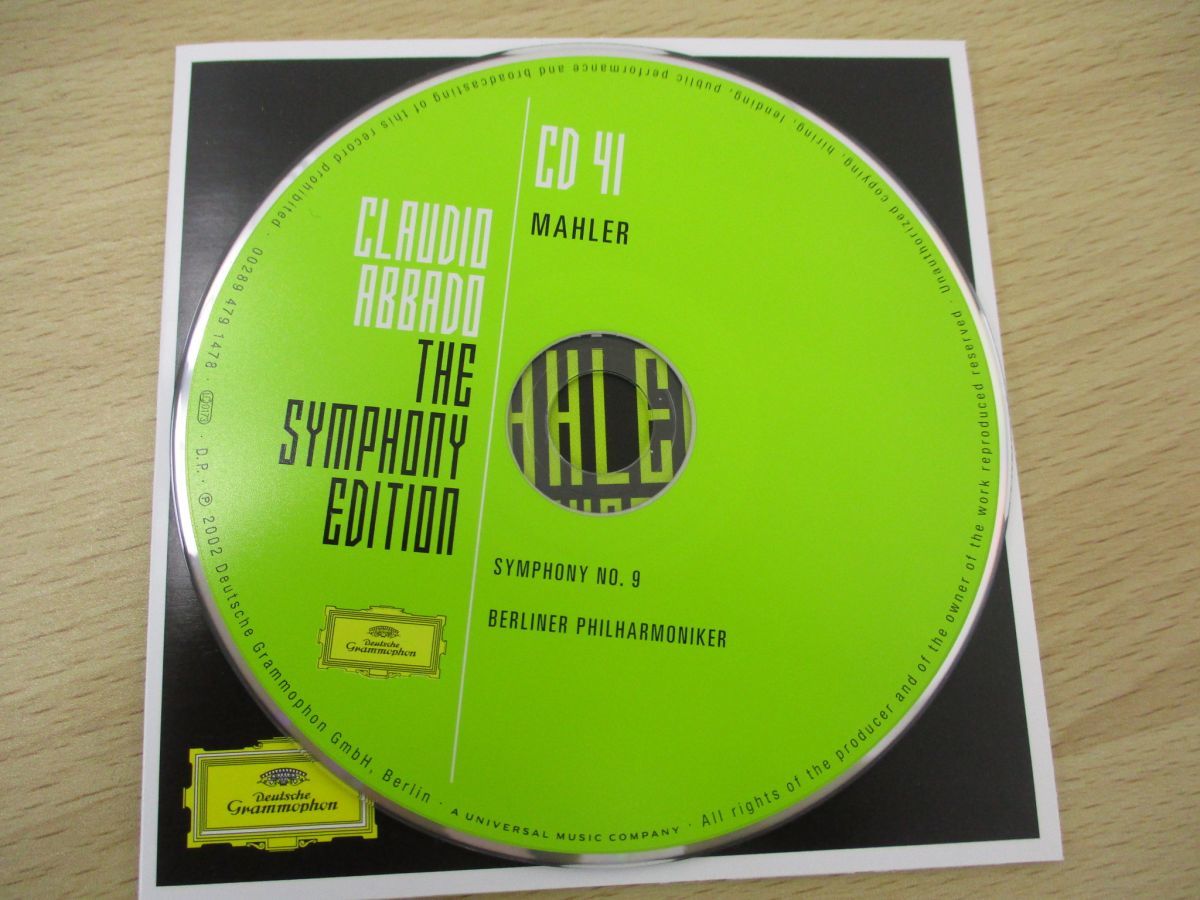 CD 41
MAHLER
CLAUDIO
ABBADO
THE
SYMPHONY
EDITION
SYMPHONY NO. 9
BERLINER PHILHARMONIKER
Deutsche
Grammophon
Deutsche
Grammophon
00289 479 1478 · D.P. · ℗ 2002 Deutsche Grammophon GmbH, Berlin · A UNIVERSAL MUSIC COMPANY · All rights of the producer and of the owner of the work reproduced reserved · Unauthorized copying, hiring, lending, public performance and broadcasting of this record prohibited ·
HLE